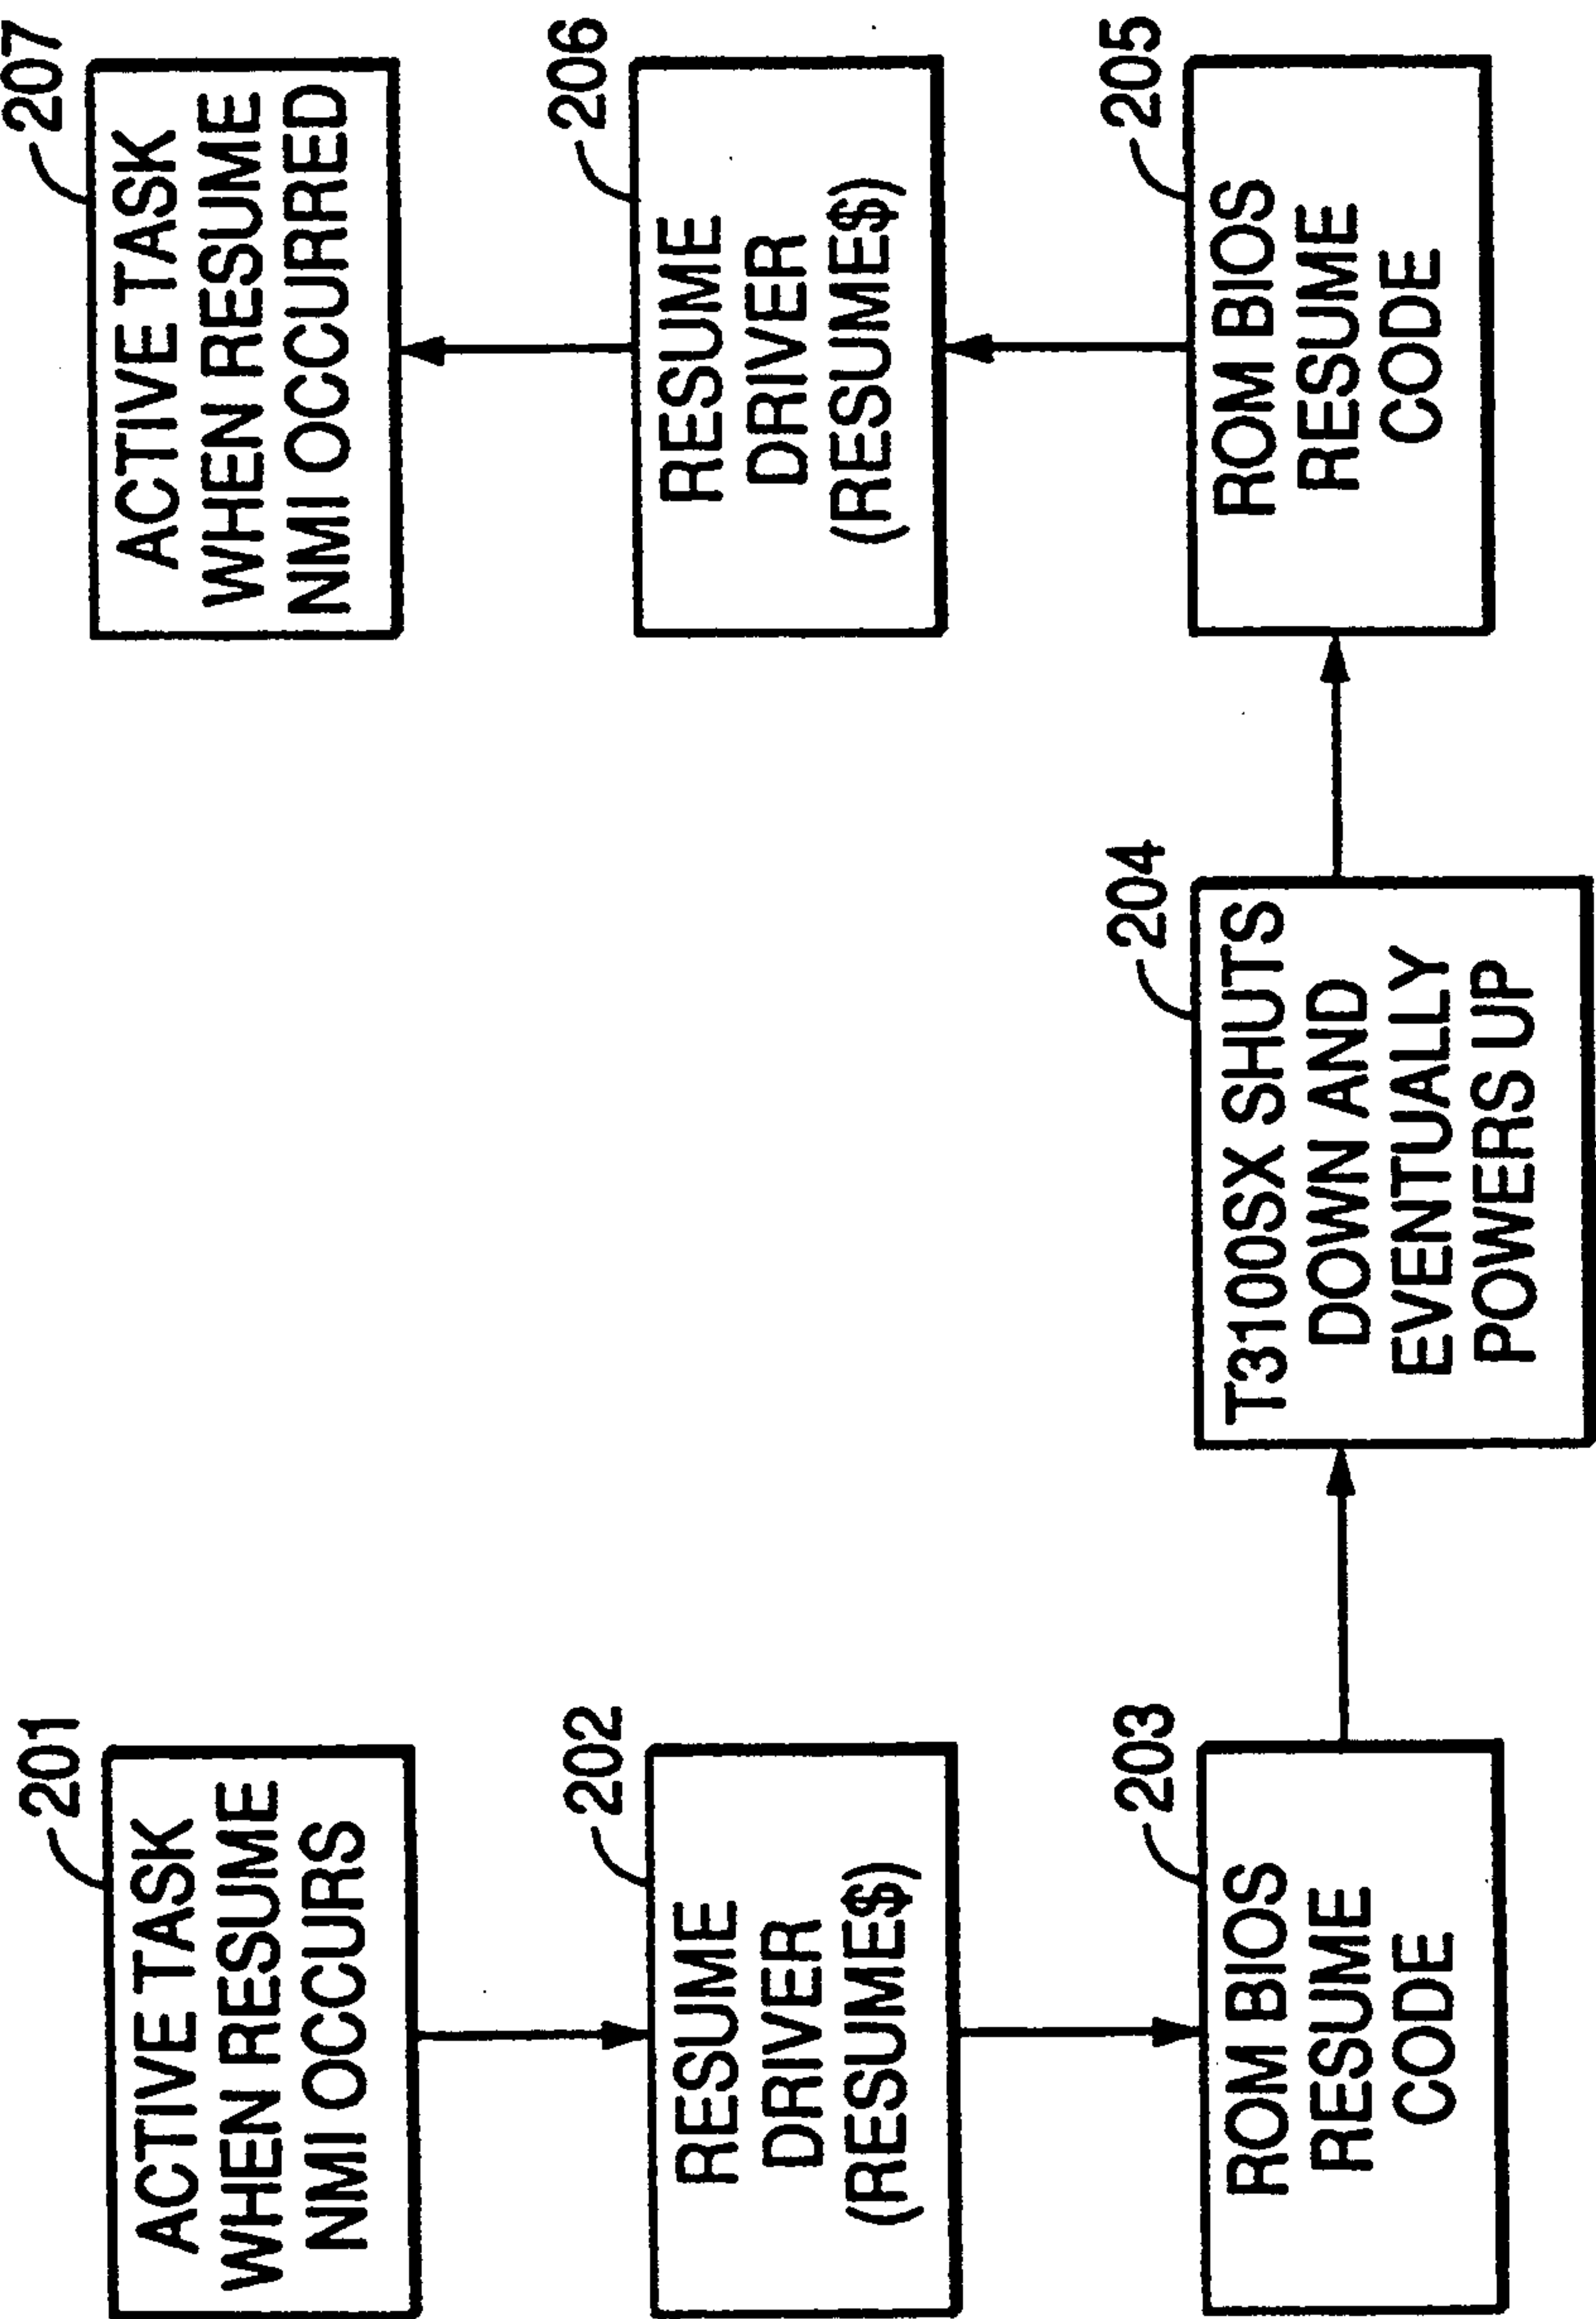 201
ACTIVE TASK
WHEN RESUME
NMI OCCURS
202
RESUME
DRIVER
(RESUME$)
203
ROM BIOS
RESUME
CODE
204
T3100SX SHUTS
DOWN AND
EVENTUALLY
POWERS UP
205
ROM BIOS
RESUME
CODE
206
RESUME
DRIVER
(RESUME$)
207
ACTIVE TASK
WHEN RESUME
NMI OCCURRED